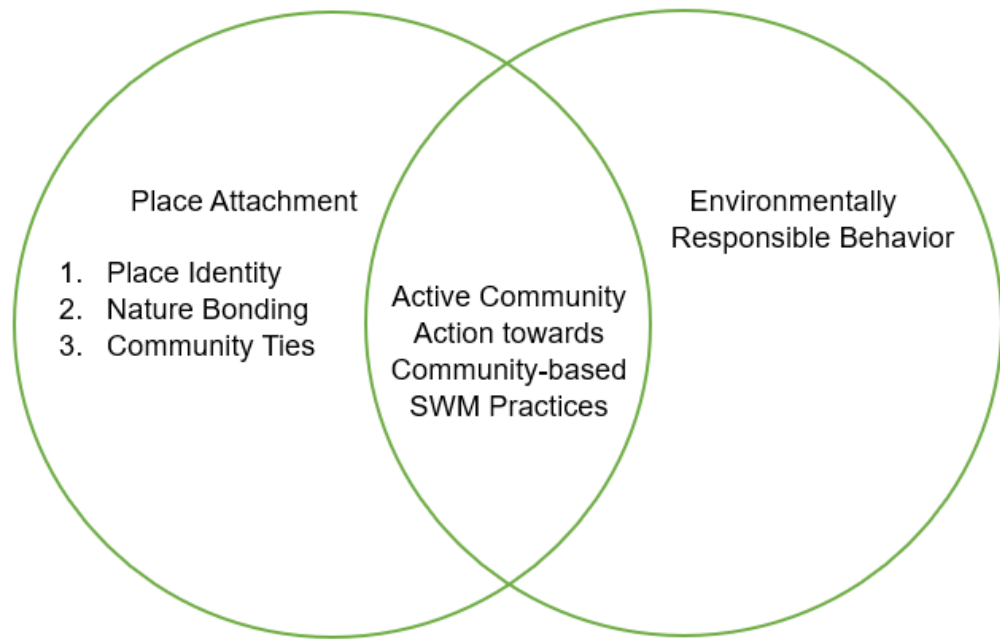 Place Attachment
1. Place Identity
2. Nature Bonding
3. Community Ties
Active Community
Action towards
Community-based
SWM Practices
Environmentally
Responsible Behavior